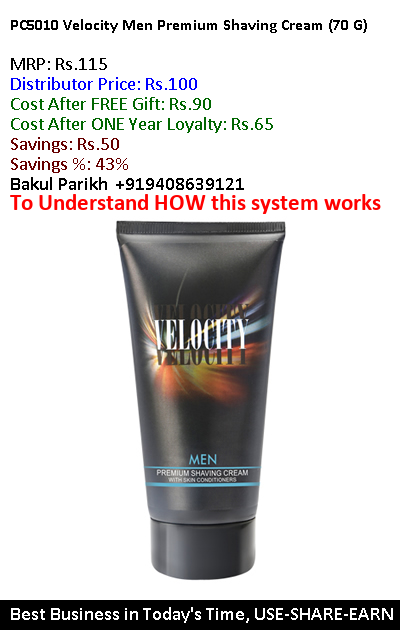 PC5010 Velocity Men Premium Shaving Cream (70 G)
MRP: Rs.115
Distributor Price: Rs.100
Cost After FREE Gift: Rs.90
Cost After ONE Year Loyalty: Rs.65
Savings: Rs.50
Savings %: 43%
Bakul Parikh +919408639121
To Understand HOW this system works
VELOCITY
VELOCITY
VELOCITY
MEN
PREMIUM SHAVING CREAM
WITH SKIN CONDITIONERS
Best Business in Today's Time, USE-SHARE-EARN